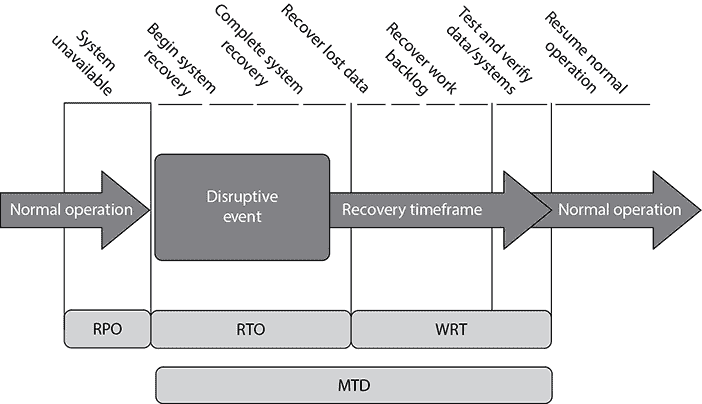 System
unavailable
Begin system
recovery
Complete system
recovery
Recover lost data
Recover work
backlog
Test and verify
data/systems
Resume normal
operation
Normal operation
Disruptive
event
Recovery timeframe
Normal operation
RPO
RTO
WRT
MTD